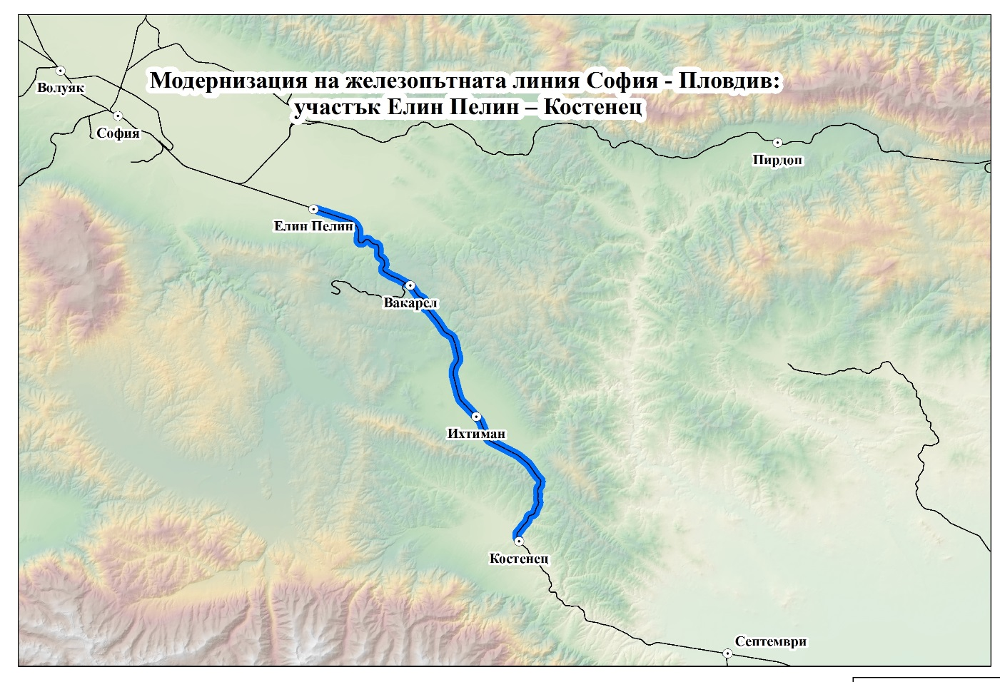 Модернизация на железопътната линия София - Пловдив:
участък Елин Пелин – Костенец
Волуяк
София
Пирдоп
Елин Пелин
Вакарел
Ихтиман
Костенец
Септември